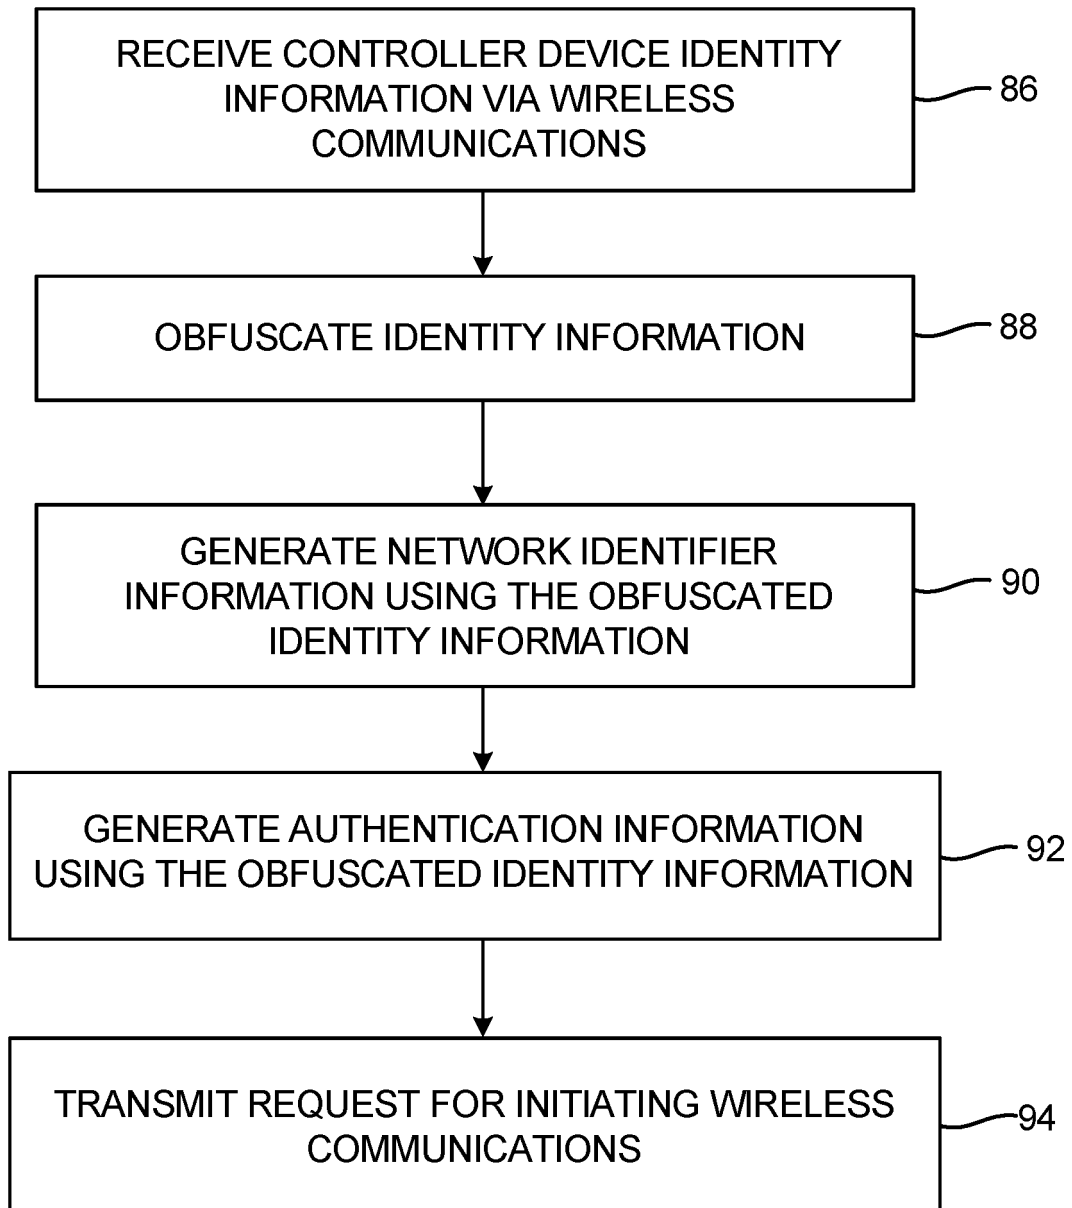 RECEIVE CONTROLLER DEVICE IDENTITY
INFORMATION VIA WIRELESS
COMMUNICATIONS
86
OBFUSCATE IDENTITY INFORMATION
88
GENERATE NETWORK IDENTIFIER
INFORMATION USING THE OBFUSCATED
IDENTITY INFORMATION
90
GENERATE AUTHENTICATION INFORMATION
USING THE OBFUSCATED IDENTITY INFORMATION
92
TRANSMIT REQUEST FOR INITIATING WIRELESS
COMMUNICATIONS
94